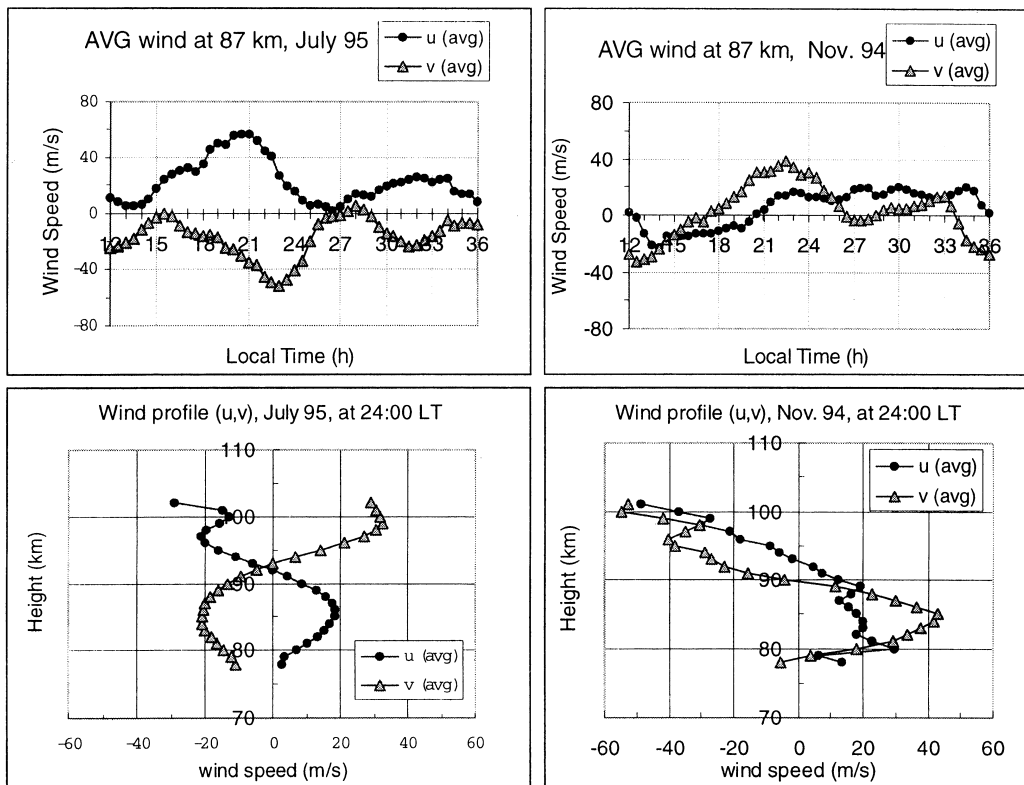 AVG wind at 87 km, July 95
u (avg)
v (avg)
Wind Speed (m/s)
80
40
0
-40
-80
12 15 18 21 24 27 30 33 36
Local Time (h)
AVG wind at 87 km, Nov. 94
u (avg)
v (avg)
Wind Speed (m/s)
80
40
0
-40
-80
12 15 18 21 24 27 30 33 36
Local Time (h)
Wind profile (u,v), July 95, at 24:00 LT
Height (km)
110
100
90
80
70
u (avg)
v (avg)
-60 -40 -20 0 20 40 60
wind speed (m/s)
Wind profile (u,v), Nov. 94, at 24:00 LT
u (avg)
v (avg)
Height (km)
110
100
90
80
70
-60 -40 -20 0 20 40 60
wind speed (m/s)